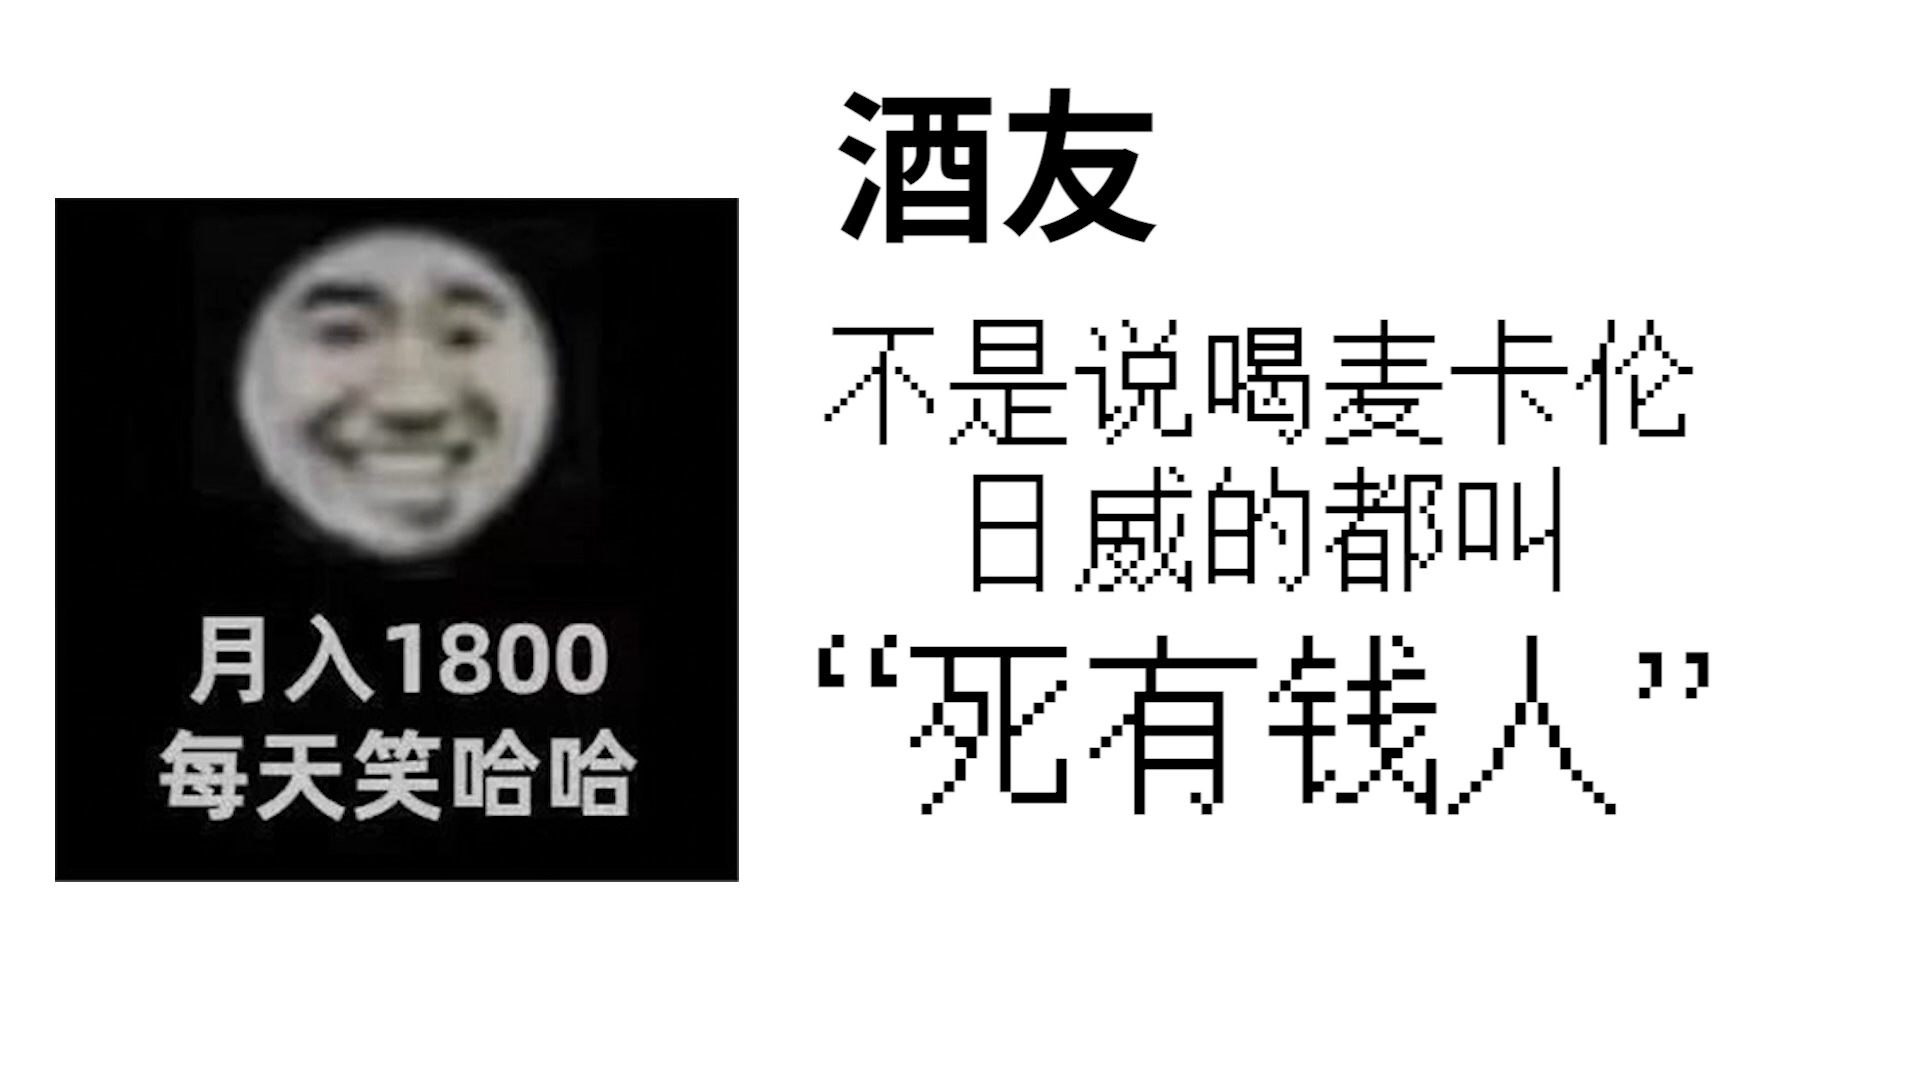 酒友
不是说喝麦卡伦
日威的都叫
“死有钱人”
月入1800
每天笑哈哈